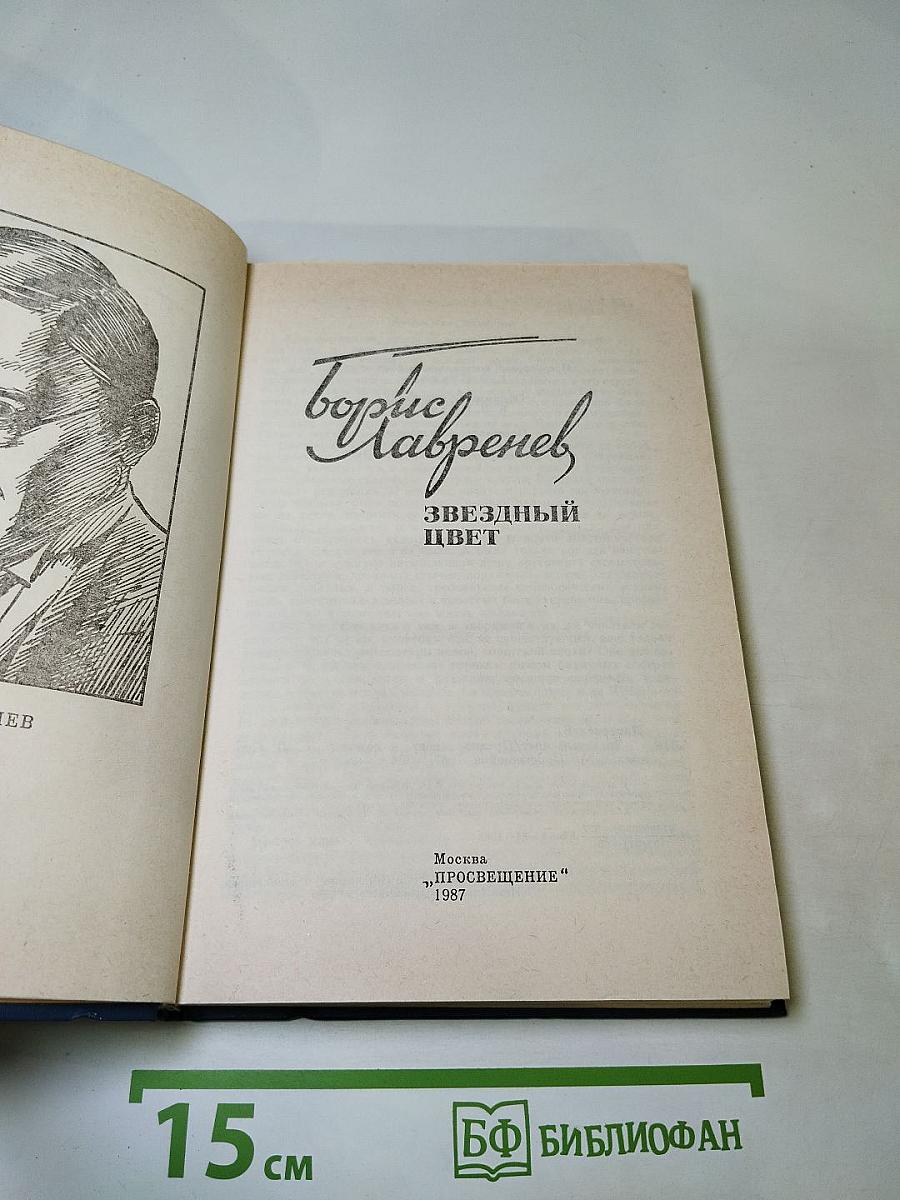 Борис
Лавренев
ЗВЕЗДНЫЙ
ЦВЕТ
Москва
„ПРОСВЕЩЕНИЕ“
1987
15 см
БФ БИБЛИОФАН